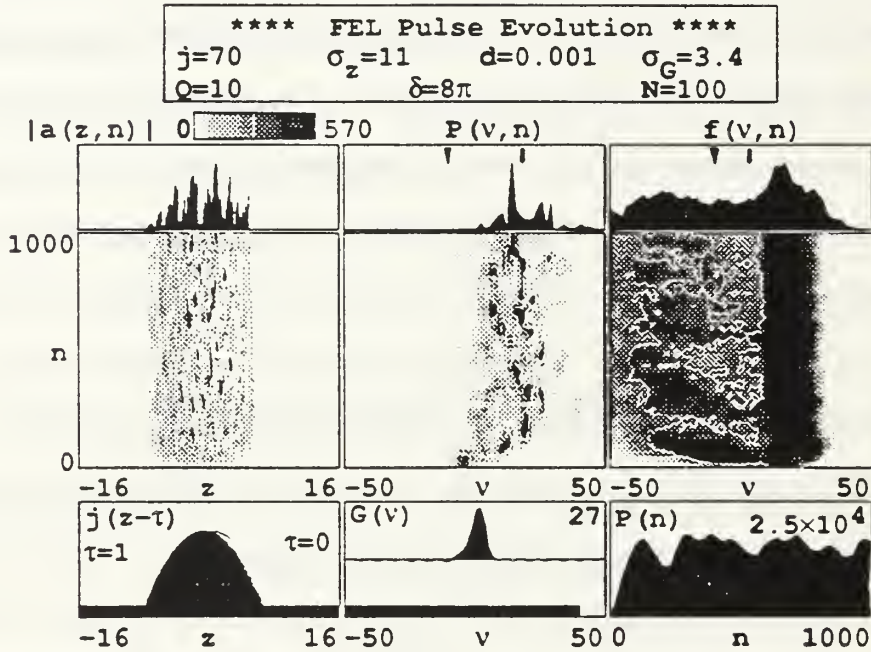 **** FEL Pulse Evolution ****
j=70 σz=11 d=0.001 σG=3.4
Q=10 δ=8π N=100
|a(z,n)| 0 570 P(ν,n) f(ν,n)
1000
n
0
-16 z 16 -50 ν 50 -50 ν 50
j(z-τ) G(ν) 27 P(n) 2.5×10⁴
τ=1 τ=0
-16 z 16 -50 ν 50 0 n 1000